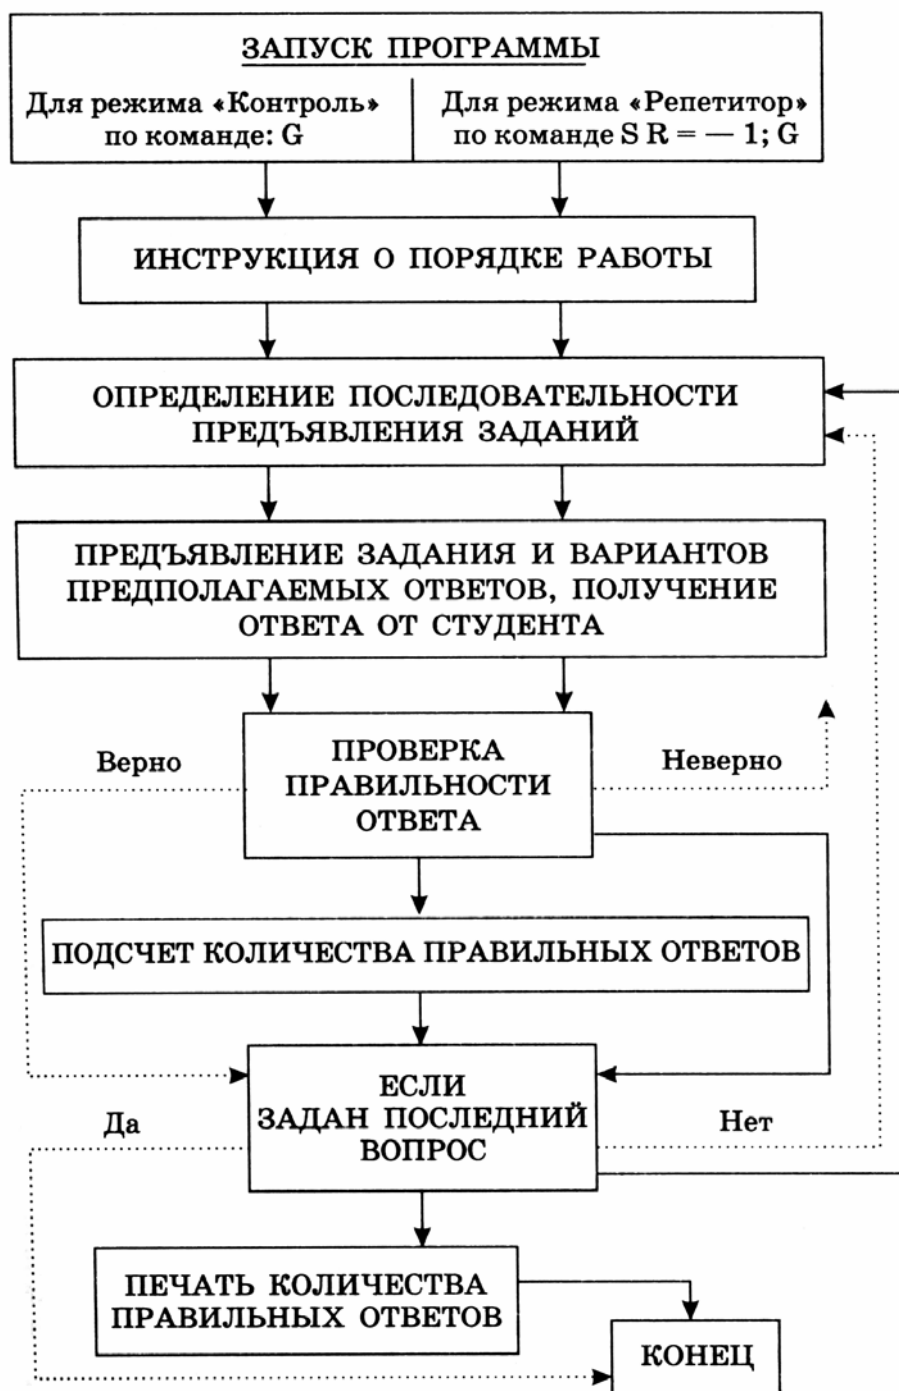 ЗАПУСК ПРОГРАММЫ
Для режима «Контроль»
по команде: G
Для режима «Репетитор»
по команде S R = — 1; G
ИНСТРУКЦИЯ О ПОРЯДКЕ РАБОТЫ
ОПРЕДЕЛЕНИЕ ПОСЛЕДОВАТЕЛЬНОСТИ
ПРЕДЪЯВЛЕНИЯ ЗАДАНИЙ
ПРЕДЪЯВЛЕНИЕ ЗАДАНИЯ И ВАРИАНТОВ
ПРЕДПОЛАГАЕМЫХ ОТВЕТОВ, ПОЛУЧЕНИЕ
ОТВЕТА ОТ СТУДЕНТА
Верно
ПРОВЕРКА
ПРАВИЛЬНОСТИ
ОТВЕТА
Неверно
ПОДСЧЕТ КОЛИЧЕСТВА ПРАВИЛЬНЫХ ОТВЕТОВ
Да
ЕСЛИ
ЗАДАН ПОСЛЕДНИЙ
ВОПРОС
Нет
ПЕЧАТЬ КОЛИЧЕСТВА
ПРАВИЛЬНЫХ ОТВЕТОВ
КОНЕЦ